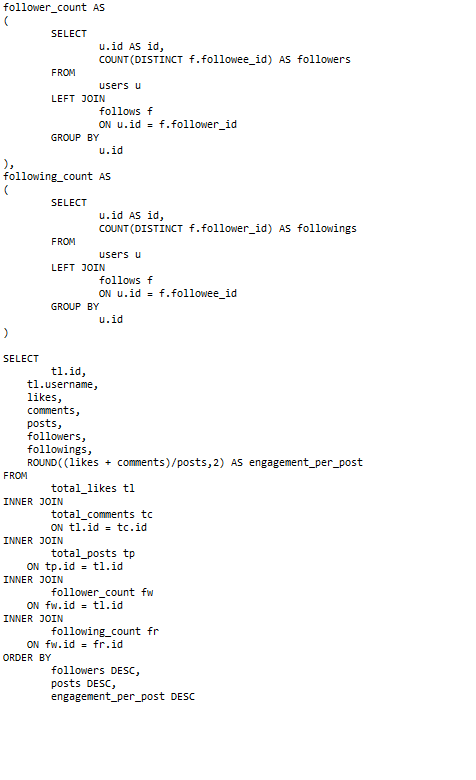 follower_count AS
(
SELECT
u.id AS id,
COUNT(DISTINCT f.followee_id) AS followers
FROM
users u
LEFT JOIN
follows f
ON u.id = f.follower_id
GROUP BY
u.id
),
following_count AS
(
SELECT
u.id AS id,
COUNT(DISTINCT f.follower_id) AS followings
FROM
users u
LEFT JOIN
follows f
ON u.id = f.followee_id
GROUP BY
u.id
)
SELECT
tl.id,
tl.username,
likes,
comments,
posts,
followers,
followings,
ROUND((likes + comments)/posts,2) AS engagement_per_post
FROM
total_likes tl
INNER JOIN
total_comments tc
ON tl.id = tc.id
INNER JOIN
total_posts tp
ON tp.id = tl.id
INNER JOIN
follower_count fw
ON fw.id = tl.id
INNER JOIN
following_count fr
ON fw.id = fr.id
ORDER BY
followers DESC,
posts DESC,
engagement_per_post DESC